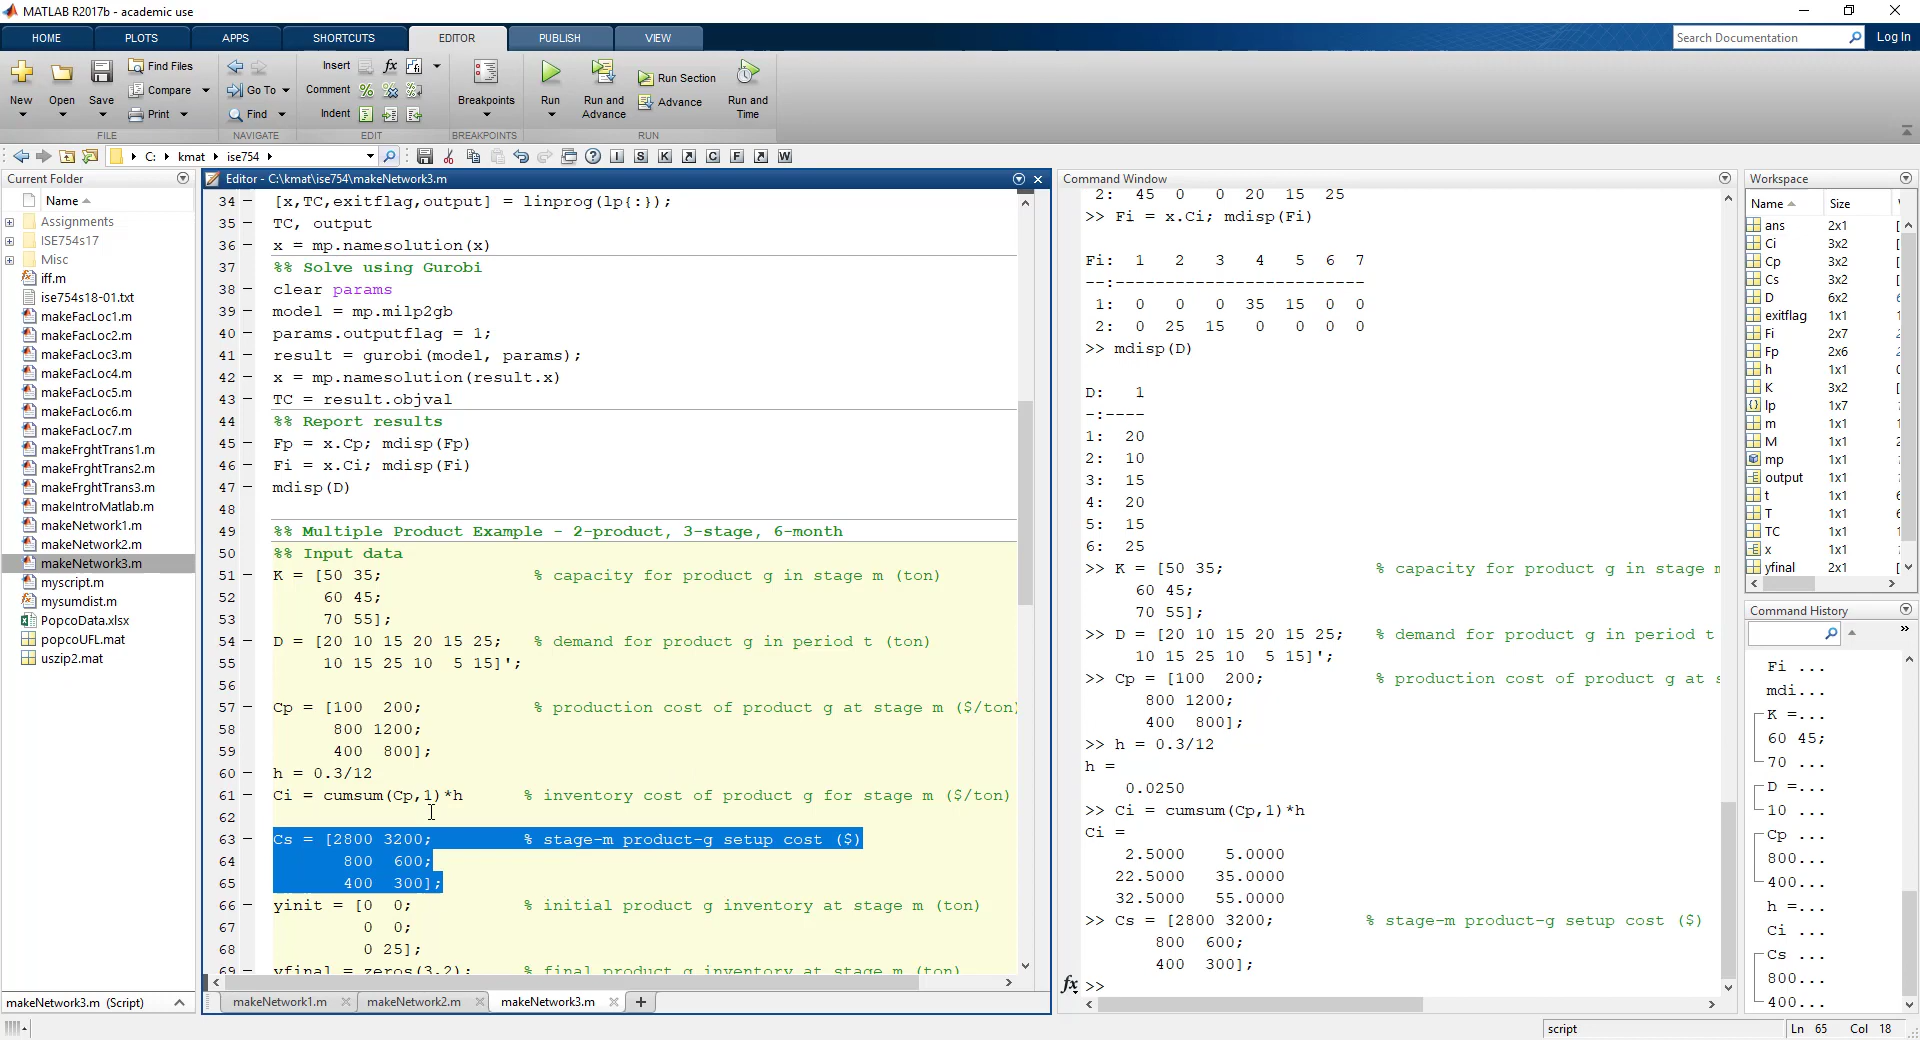 MATLAB R2017b - academic use
HOME PLOTS APPS SHORTCUTS EDITOR PUBLISH VIEW
Search Documentation
Log In
New
Open
Save
Find Files
Compare
Print
Go To
Find
Insert fx
Comment
Indent
Breakpoints
Run
Run and
Advance
Run Section
Advance
Run and
Time
FILE NAVIGATE EDIT BREAKPOINTS RUN
C: kmat ise754
I S K C F W
Current Folder
Name
Assignments
ISE754s17
Misc
iff.m
ise754s18-01.txt
makeFacLoc1.m
makeFacLoc2.m
makeFacLoc3.m
makeFacLoc4.m
makeFacLoc5.m
makeFacLoc6.m
makeFacLoc7.m
makeFrghtTrans1.m
makeFrghtTrans2.m
makeFrghtTrans3.m
makeIntroMatlab.m
makeNetwork1.m
makeNetwork2.m
makeNetwork3.m
myscript.m
mysumdist.m
PopcoData.xlsx
popcoUFL.mat
uszip2.mat
makeNetwork3.m (Script)
Editor - C:\kmat\ise754\makeNetwork3.m
34 [x,TC,exitflag,output] = linprog(lp{:});
35 TC, output
36 x = mp.namesolution(x)
37 %% Solve using Gurobi
38 clear params
39 model = mp.milp2gb
40 params.outputflag = 1;
41 result = gurobi(model, params);
42 x = mp.namesolution(result.x)
43 TC = result.objval
44 %% Report results
45 Fp = x.Cp; mdisp(Fp)
46 Fi = x.Ci; mdisp(Fi)
47 mdisp(D)
48
49 %% Multiple Product Example - 2-product, 3-stage, 6-month
50 %% Input data
51 K = [50 35; % capacity for product g in stage m (ton)
52 60 45;
53 70 55];
54 D = [20 10 15 20 15 25; % demand for product g in period t (ton)
55 10 15 25 10 5 15]';
56
57 Cp = [100 200; % production cost of product g at stage m ($/ton)
58 800 1200;
59 400 800];
60 h = 0.3/12
61 Ci = cumsum(Cp,1)*h % inventory cost of product g for stage m ($/ton)
62
63 Cs = [2800 3200; % stage-m product-g setup cost ($)
64 800 600;
65 400 300];
66 yinit = [0 0; % initial product g inventory at stage m (ton)
67 0 0;
68 0 25];
69 yfinal = zeros(3,2); % final product g inventory at stage m (ton)
makeNetwork1.m makeNetwork2.m makeNetwork3.m
Command Window
2: 45 0 0 20 15 25
>> Fi = x.Ci; mdisp(Fi)
Fi: 1 2 3 4 5 6 7
--:-------------------------
1: 0 0 0 35 15 0 0
2: 0 25 15 0 0 0 0
>> mdisp(D)
D: 1
-:----
1: 20
2: 10
3: 15
4: 20
5: 15
6: 25
>> K = [50 35; % capacity for product g in stage m
60 45;
70 55];
>> D = [20 10 15 20 15 25; % demand for product g in period t
10 15 25 10 5 15]';
>> Cp = [100 200; % production cost of product g at s
800 1200;
400 800];
>> h = 0.3/12
h =
0.0250
>> Ci = cumsum(Cp,1)*h
Ci =
2.5000 5.0000
22.5000 35.0000
32.5000 55.0000
>> Cs = [2800 3200; % stage-m product-g setup cost ($)
800 600;
400 300];
fx >>
Workspace
Name Size
ans 2x1
Ci 3x2
Cp 3x2
Cs 3x2
D 6x2
exitflag 1x1
Fi 2x7
Fp 2x6
h 1x1
K 3x2
lp 1x7
m 1x1
M 1x1
mp 1x1
output 1x1
t 1x1
T 1x1
TC 1x1
x 1x1
yfinal 2x1
Command History
Fi ...
mdi...
K =...
60 45;
70 ...
D =...
10 ...
Cp ...
800...
400...
h =...
Ci ...
Cs ...
800...
400...
script
Ln 65 Col 18